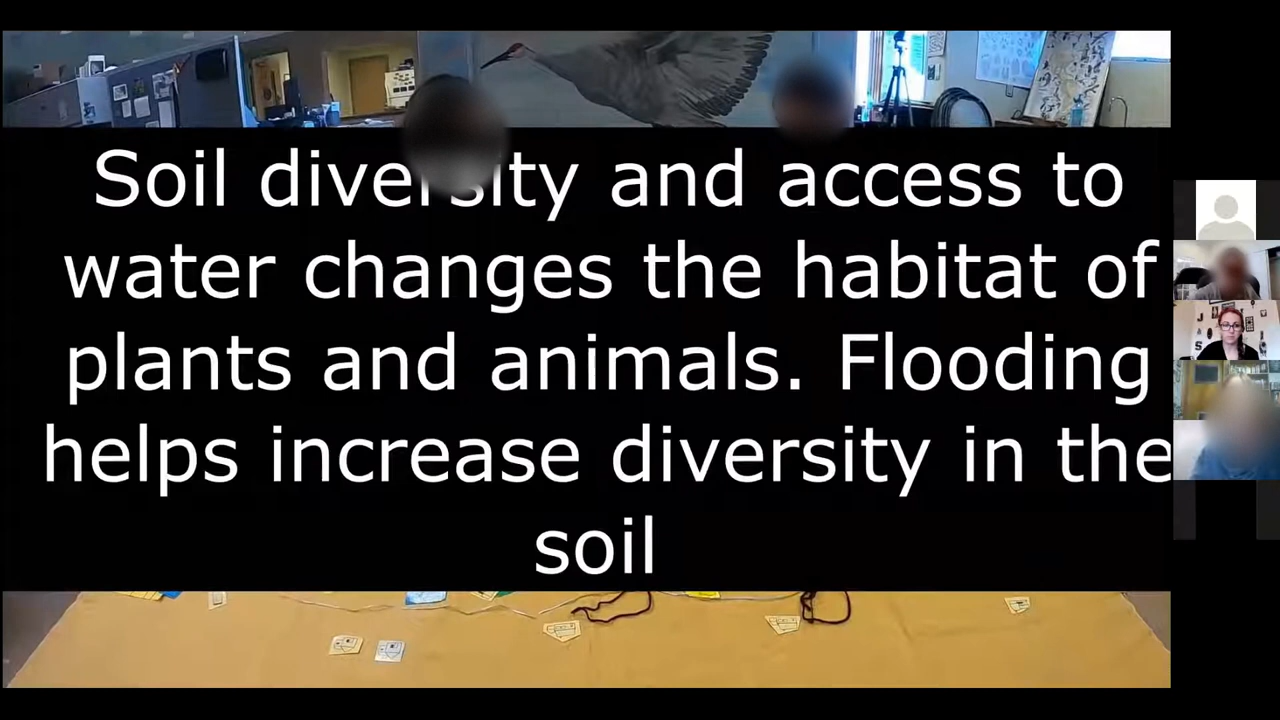 Soil diversity and access to
water changes the habitat of
plants and animals. Flooding
helps increase diversity in the
soil